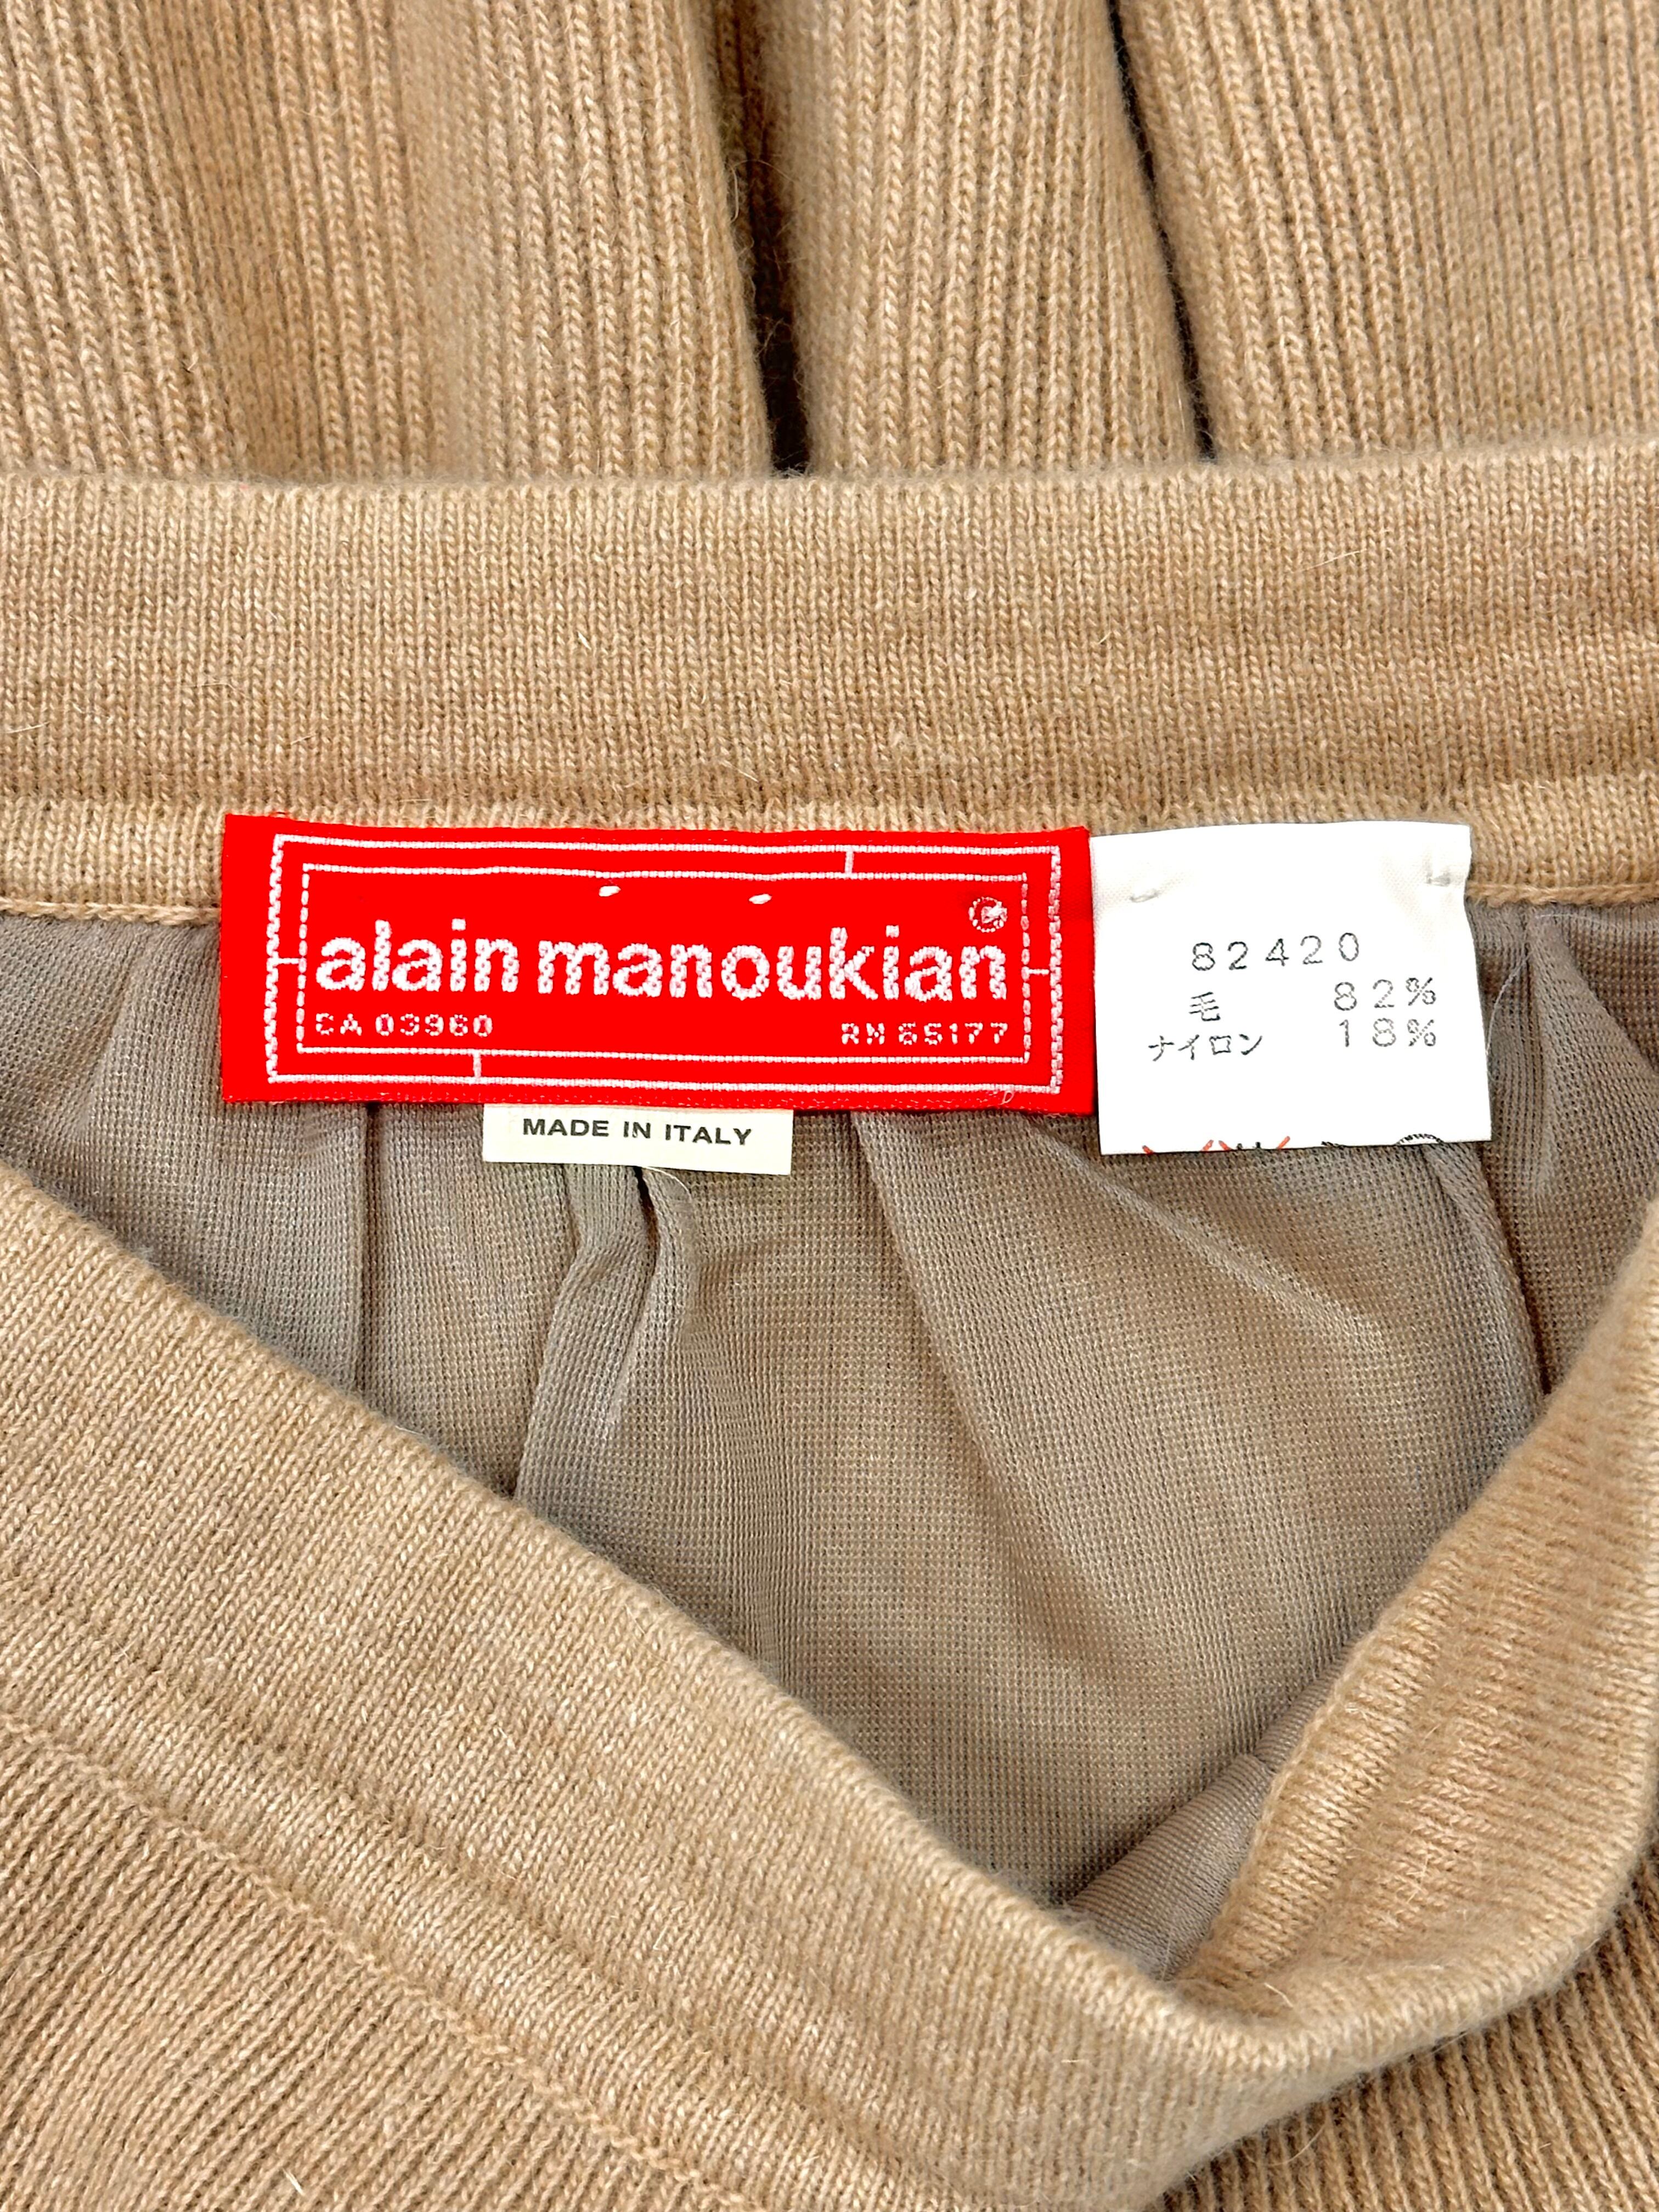 alain manoukian
CA 03960 RN 65177
MADE IN ITALY
82420
毛 82%
ナイロン 18%